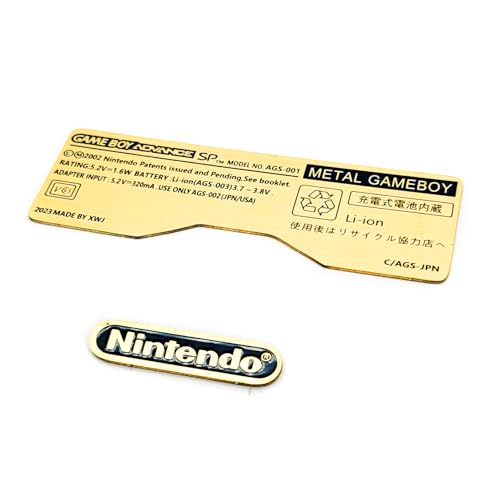 GAME BOY ADVANCE SP TM MODEL NO. AGS-001
©Ⓜ2002 Nintendo Patents issued and Pending, See booklet.
RATING:5.2V=1.6W BATTERY:Li-ion(AGS-003)3.7-3.8V.
ADAPTER INPUT:5.2V=320mA. USE ONLY AGS-002(JPN/USA)
VCI
2023 MADE BY XWJ
METAL GAMEBOY
充電式電池内蔵
Li-ion
使用後はリサイクル協力店へ
C/AGS-JPN
Nintendo®